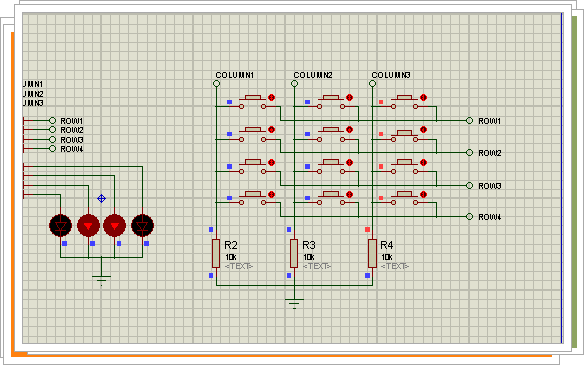 COLUMN1 COLUMN2 COLUMN3
UMN1
UMN2
UMN3
ROW1
ROW2
ROW3
ROW4
ROW1
ROW2
ROW3
ROW4
R2
10k
<TEXT>
R3
10k
<TEXT>
R4
10k
<TEXT>